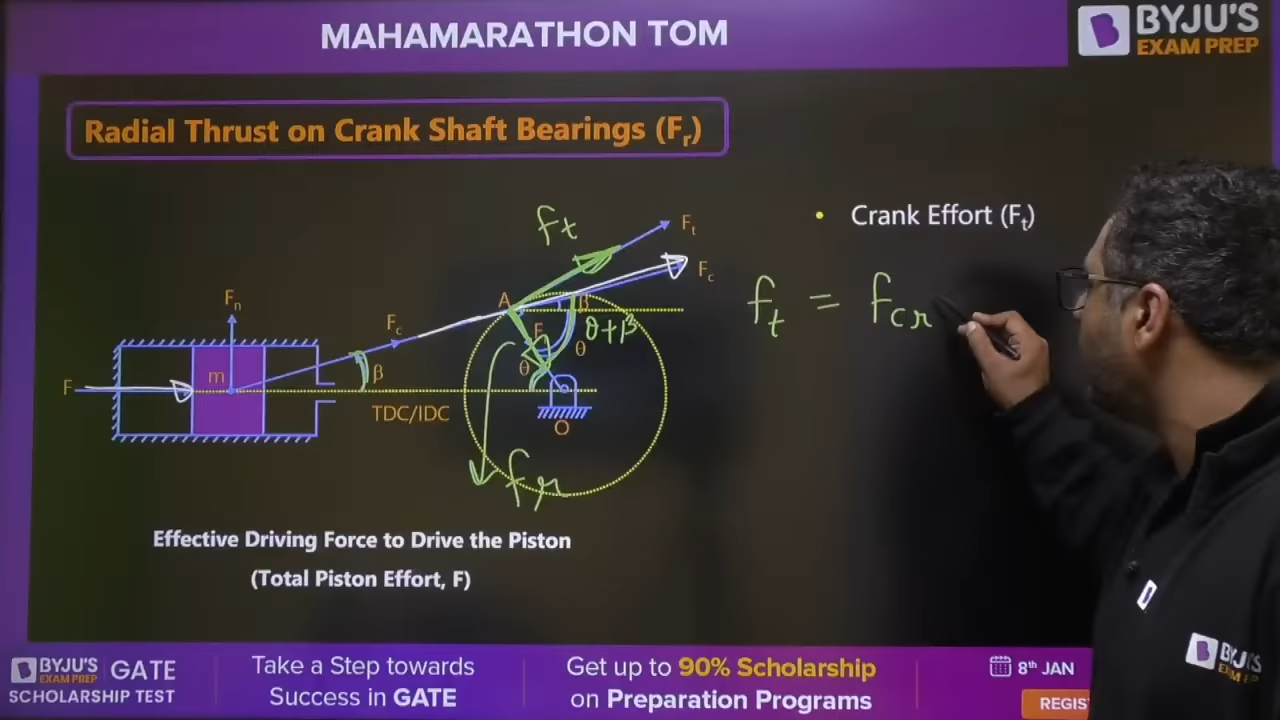 MAHAMARATHON TOM
BYJU'S
EXAM PREP
Radial Thrust on Crank Shaft Bearings (Fr)
• Crank Effort (Ft)
ft
Ft
Fc
A
β
θ+β
Fn
Fc
F
θ
θ
β
F
m
TDC/IDC
O
fr
ft = fcr
Effective Driving Force to Drive the Piston
(Total Piston Effort, F)
BYJU'S
EXAM PREP
GATE
SCHOLARSHIP TEST
Take a Step towards
Success in GATE
Get up to 90% Scholarship
on Preparation Programs
8th JAN
REGIS